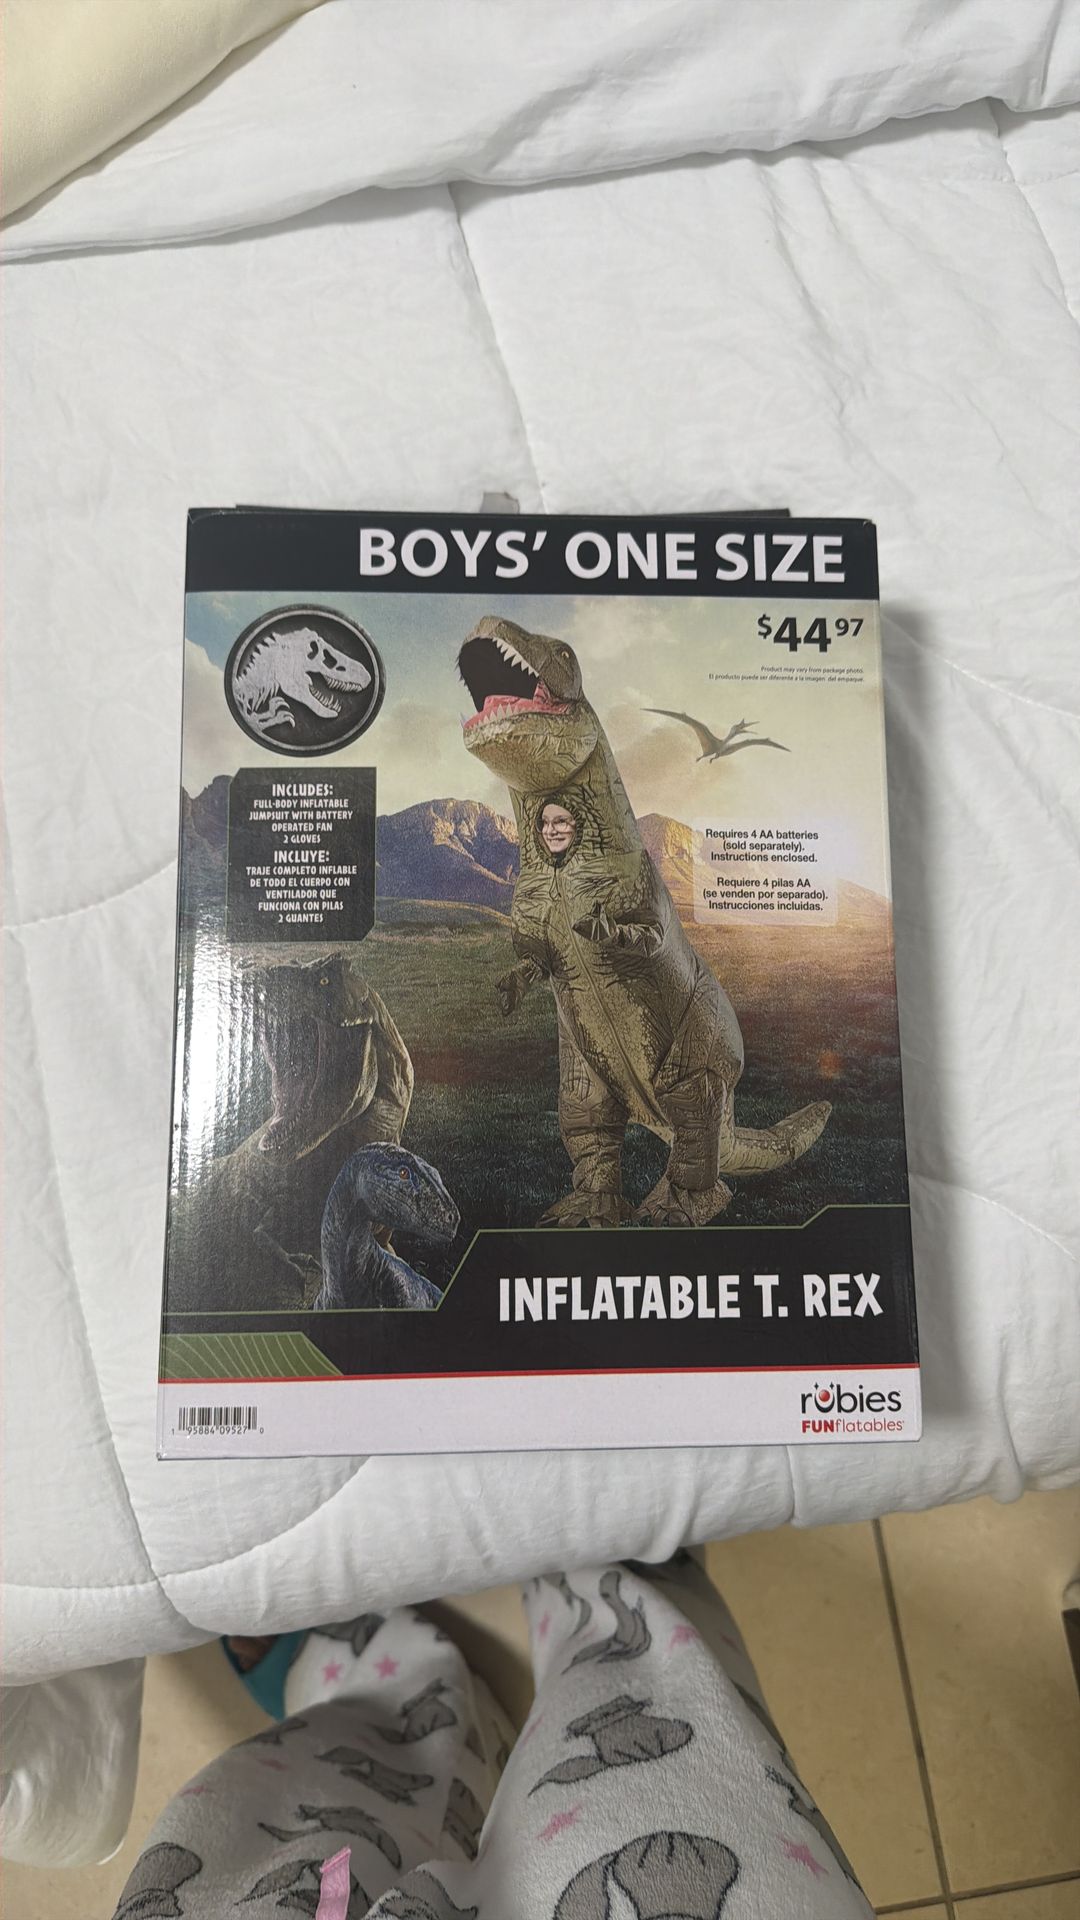 BOYS' ONE SIZE
$44.97
Product may vary from package photo.
El producto puede ser diferente a la imagen del empaque.
INCLUDES:
FULL-BODY INFLATABLE
JUMPSUIT WITH BATTERY
OPERATED FAN
2 GLOVES
INCLUYE:
TRAJE COMPLETO INFLABLE
DE TODO EL CUERPO CON
VENTILADOR QUE
FUNCIONA CON PILAS
2 GUANTES
Requires 4 AA batteries
(sold separately).
Instructions enclosed.
Requiere 4 pilas AA
(se venden por separado).
Instrucciones incluidas.
INFLATABLE T. REX
rubies
FUNflatables
1 95884 09527 0